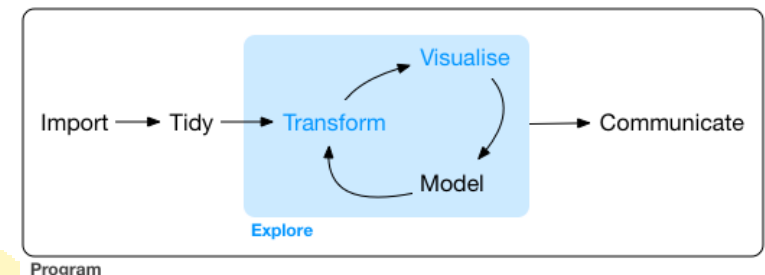 Visualise
Import Tidy Transform Communicate
Model
Explore
Program